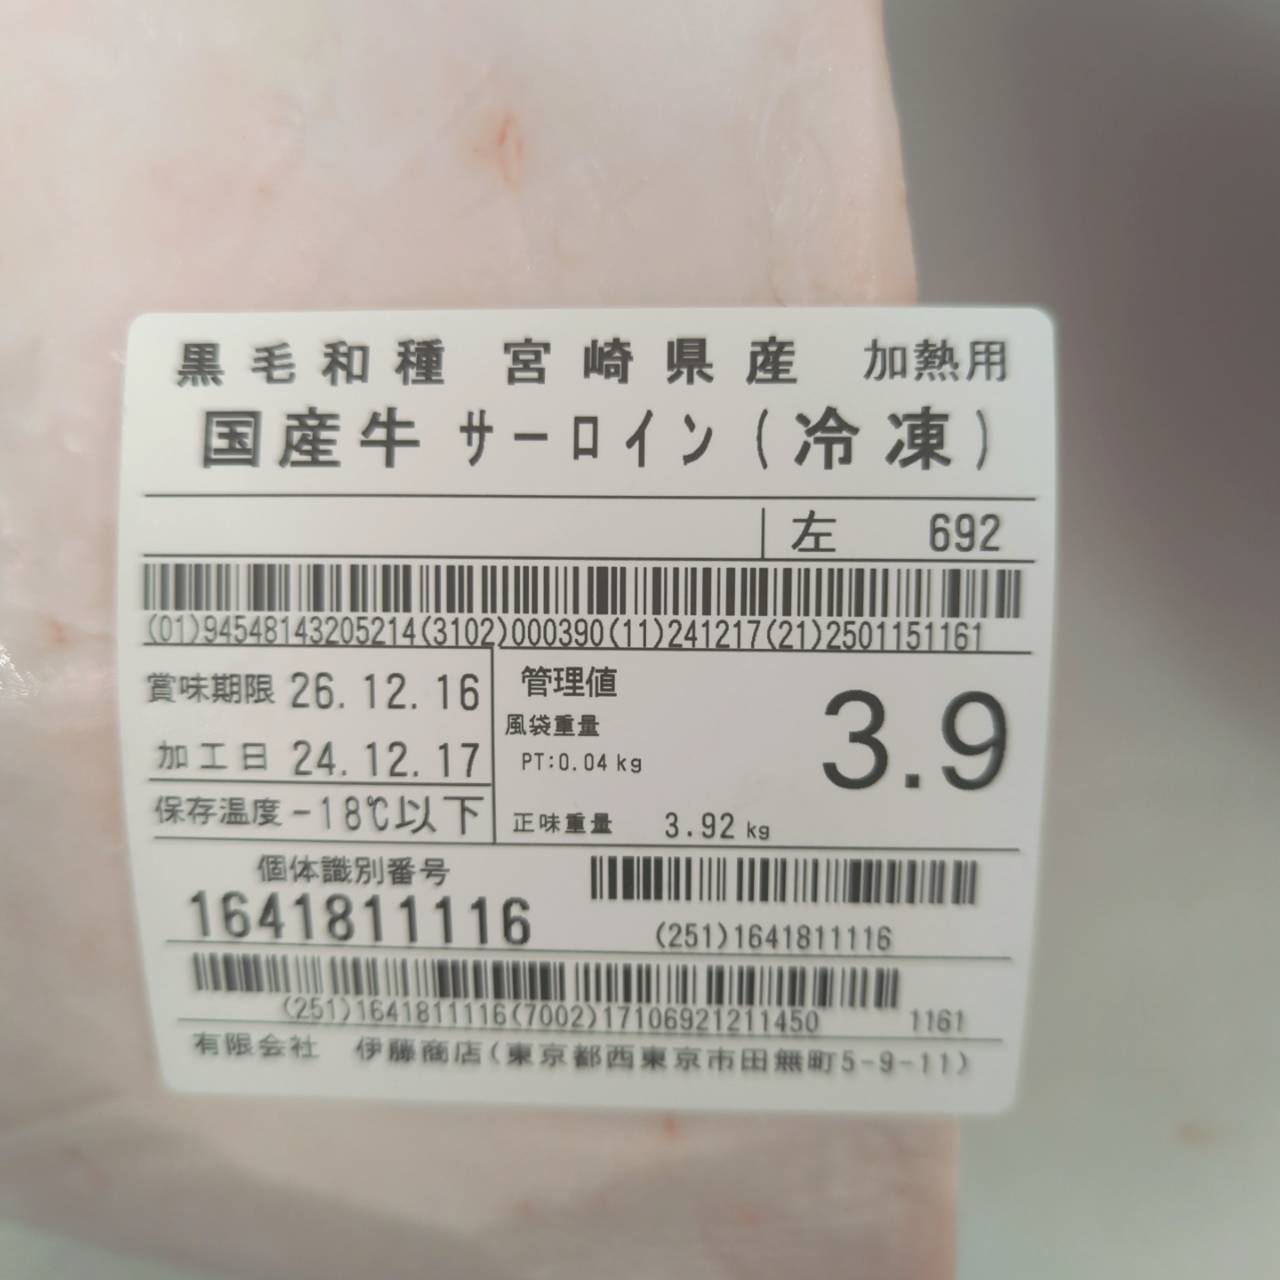 黒毛和種 宮崎県産 加熱用
国産牛 サーロイン(冷凍)
左 692
(01)94548143205214(3102)000390(11)241217(21)2501151161
賞味期限 26.12.16
加工日 24.12.17
保存温度 -18℃以下
管理値 3.9
風袋重量
PT:0.04kg
正味重量 3.92kg
個体識別番号
1641811116
(251)1641811116
(251)1641811116(7002)17106921211450 1161
有限会社 伊藤商店(東京都西東京市田無町5-9-11)